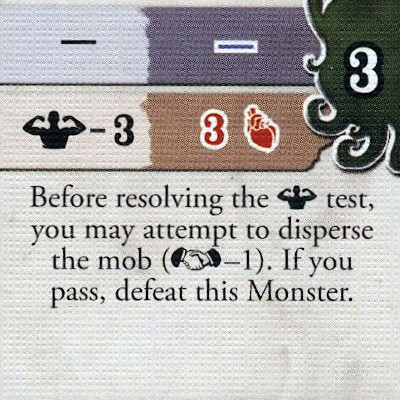 — —
3
–3 3
Before resolving the test,
you may attempt to disperse
the mob ( –1). If you
pass, defeat this Monster.